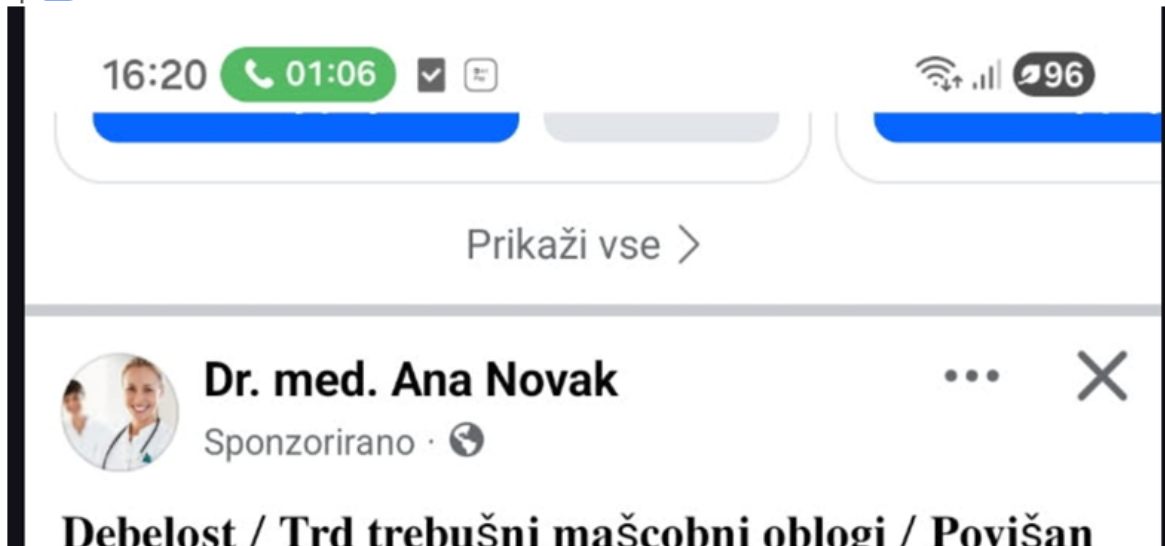 16:20 01:06 96
Prikaži vse
Dr. med. Ana Novak
Sponzorirano ·
Debelost / Trd trebušni maščobni oblogi / Povišan